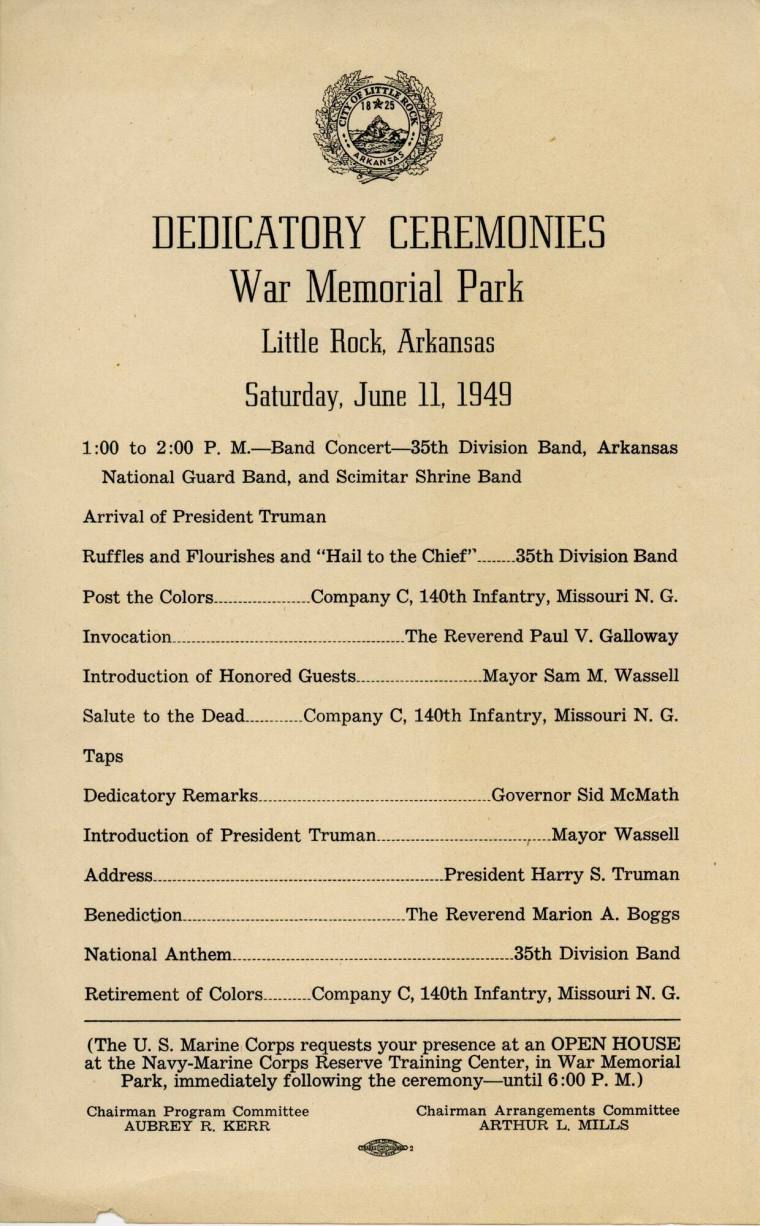 CITY OF LITTLE ROCK
18 25
ARKANSAS
DEDICATORY CEREMONIES
War Memorial Park
Little Rock, Arkansas
Saturday, June 11, 1949
1:00 to 2:00 P. M.—Band Concert—35th Division Band, Arkansas
National Guard Band, and Scimitar Shrine Band
Arrival of President Truman
Ruffles and Flourishes and "Hail to the Chief"........35th Division Band
Post the Colors....................Company C, 140th Infantry, Missouri N. G.
Invocation................................................The Reverend Paul V. Galloway
Introduction of Honored Guests..........................Mayor Sam M. Wassell
Salute to the Dead............Company C, 140th Infantry, Missouri N. G.
Taps
Dedicatory Remarks................................................Governor Sid McMath
Introduction of President Truman....................................Mayor Wassell
Address............................................................President Harry S. Truman
Benediction..............................................The Reverend Marion A. Boggs
National Anthem..........................................................35th Division Band
Retirement of Colors..........Company C, 140th Infantry, Missouri N. G.
(The U. S. Marine Corps requests your presence at an OPEN HOUSE
at the Navy-Marine Corps Reserve Training Center, in War Memorial
Park, immediately following the ceremony—until 6:00 P. M.)
Chairman Program Committee
AUBREY R. KERR
Chairman Arrangements Committee
ARTHUR L. MILLS
2